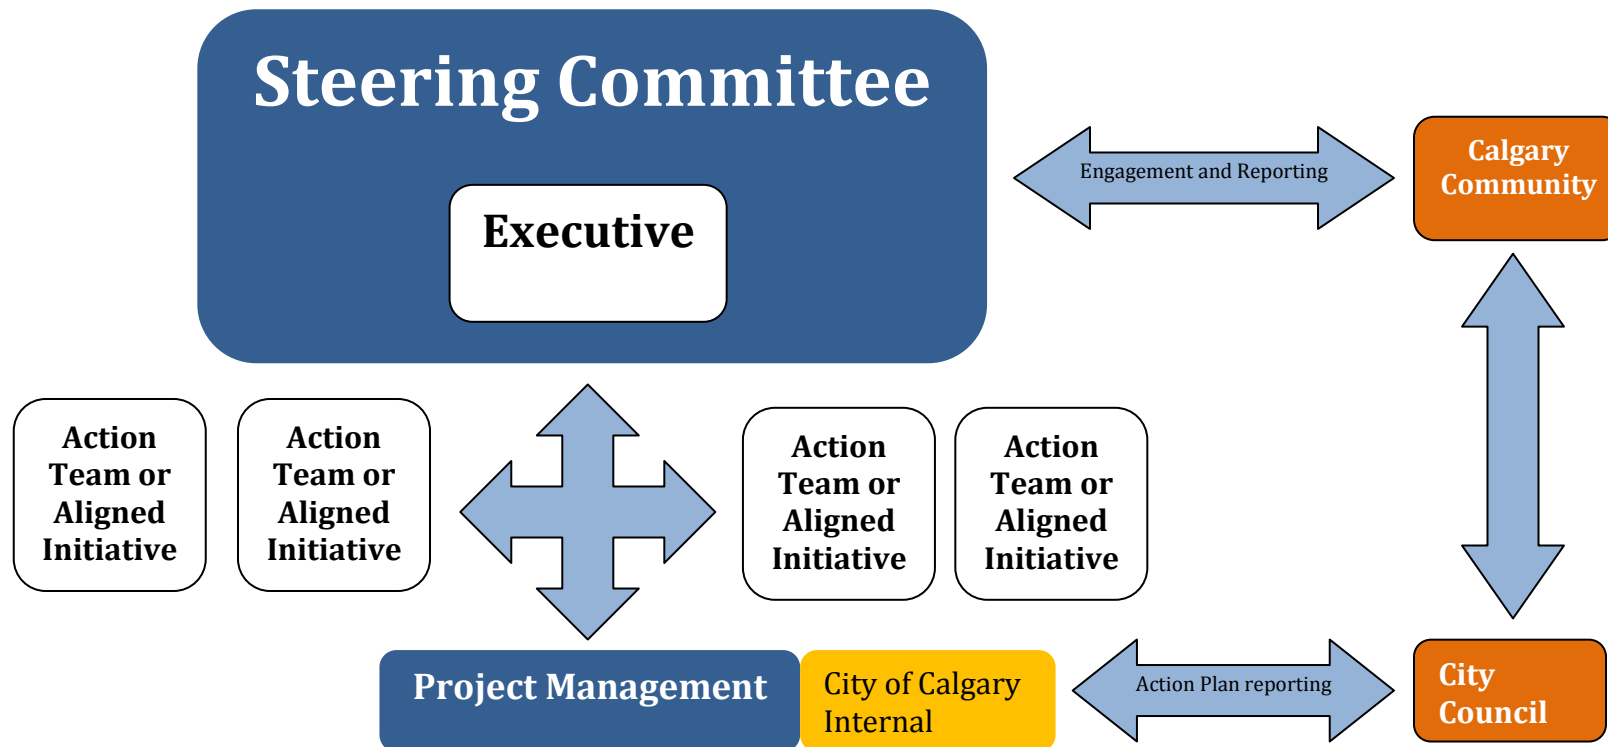 Steering Committee
Executive
Engagement and Reporting
Calgary
Community
Action
Team or
Aligned
Initiative
Action
Team or
Aligned
Initiative
Action
Team or
Aligned
Initiative
Action
Team or
Aligned
Initiative
Project Management
City of Calgary
Internal
Action Plan reporting
City
Council